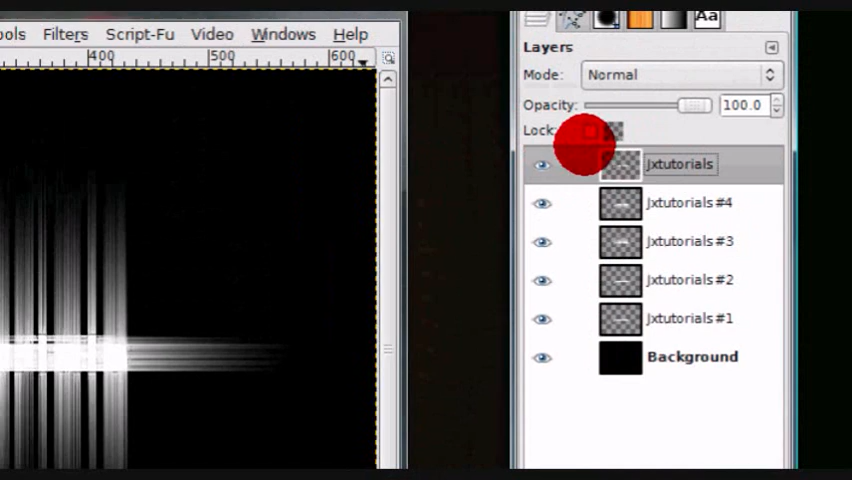 ools Filters Script-Fu Video Windows Help
400 500 600
Aa
Layers
Mode: Normal
Opacity: 100.0
Lock:
Jxtutorials
Jxtutorials #4
Jxtutorials #3
Jxtutorials #2
Jxtutorials #1
Background